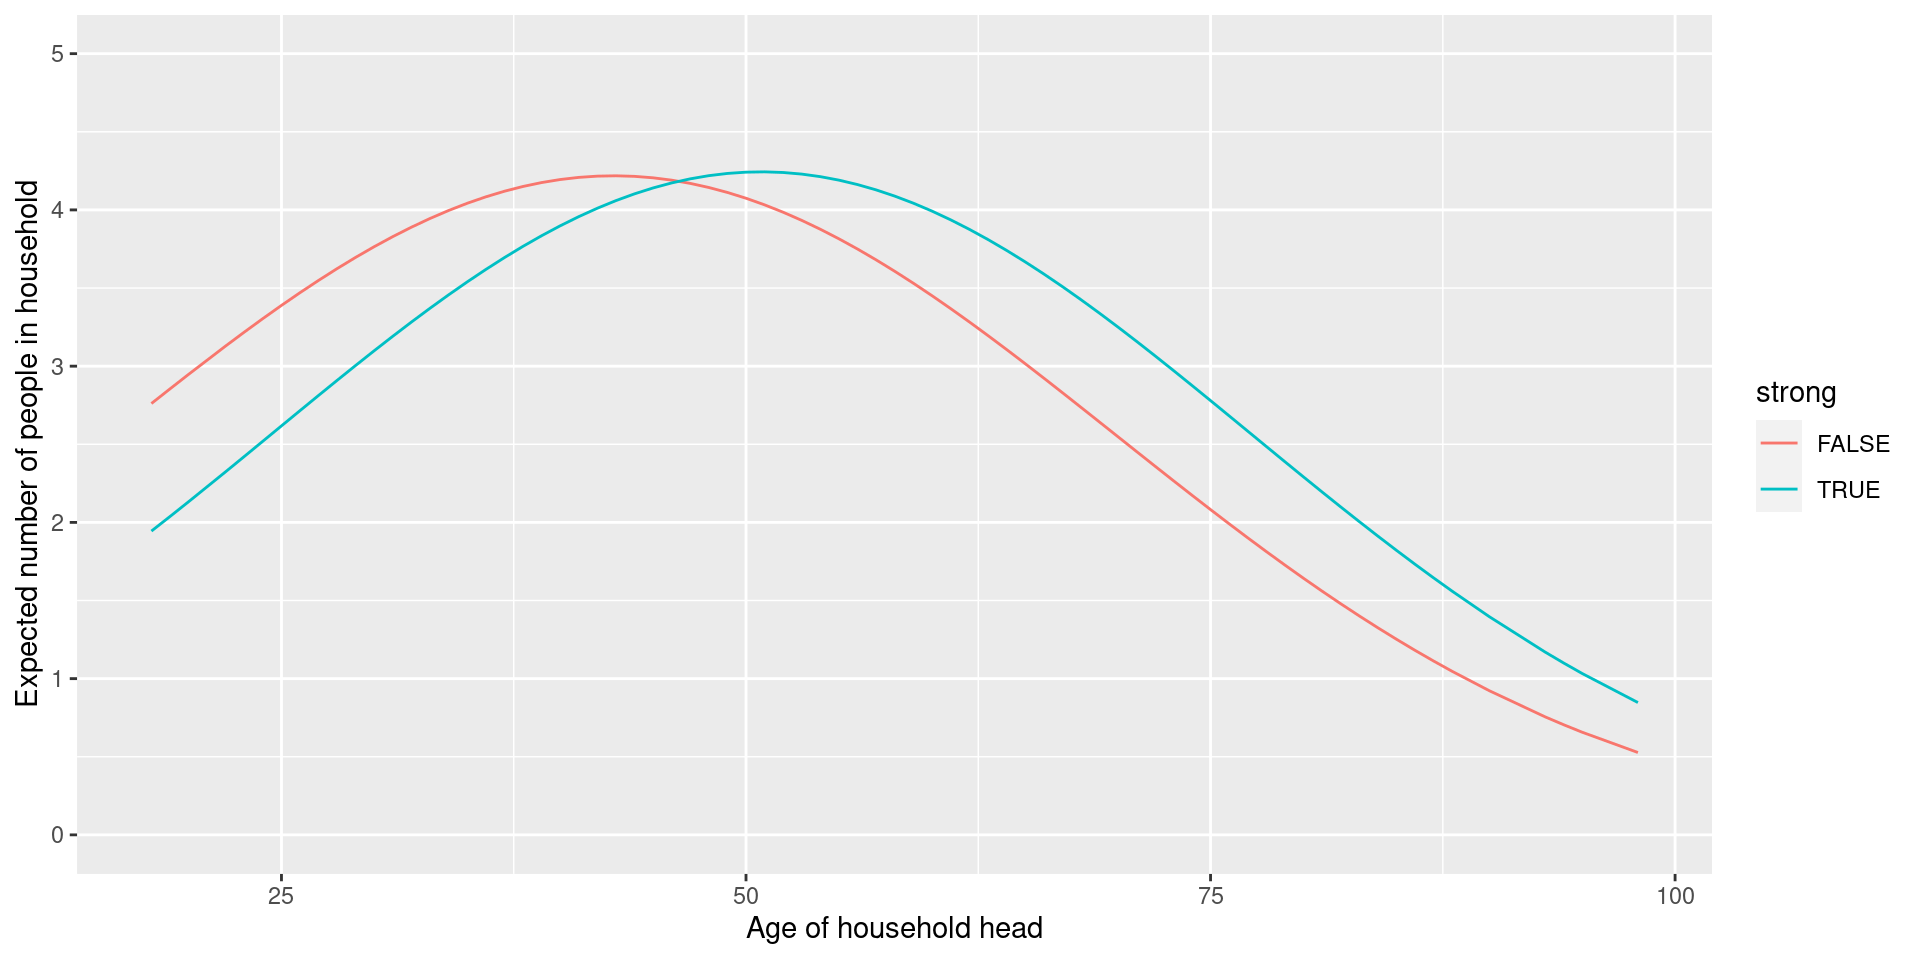 Expected number of people in household
5
4
3
2
1
0
25
50
75
100
Age of household head
strong
FALSE
TRUE